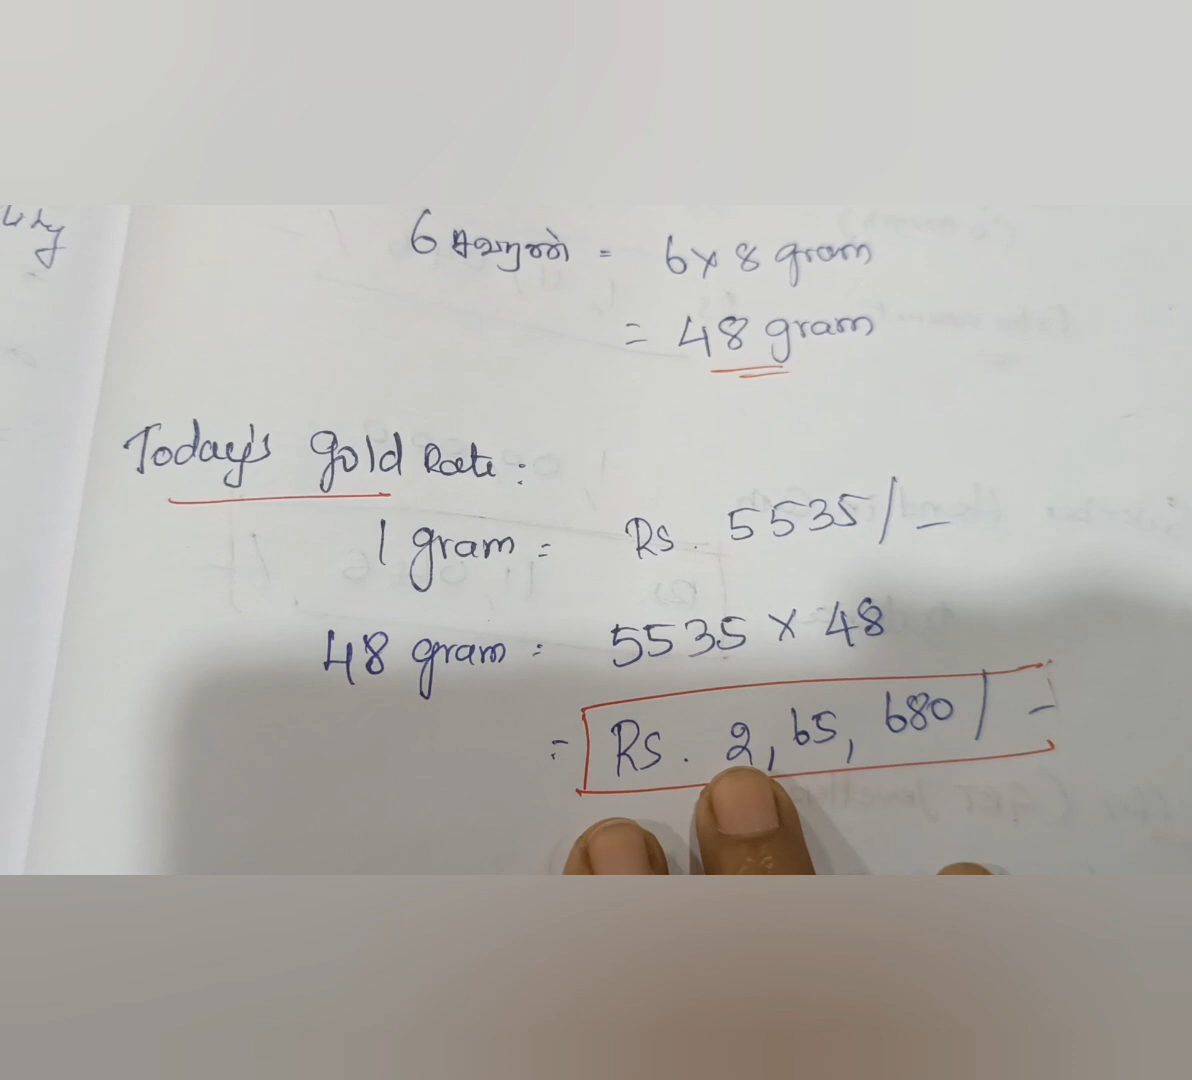 6 சவரன் = 6 x 8 gram
= 48 gram
Today's gold Rate :
1 gram = Rs. 5535/-
48 gram = 5535 x 48
= Rs. 2,65,680/-